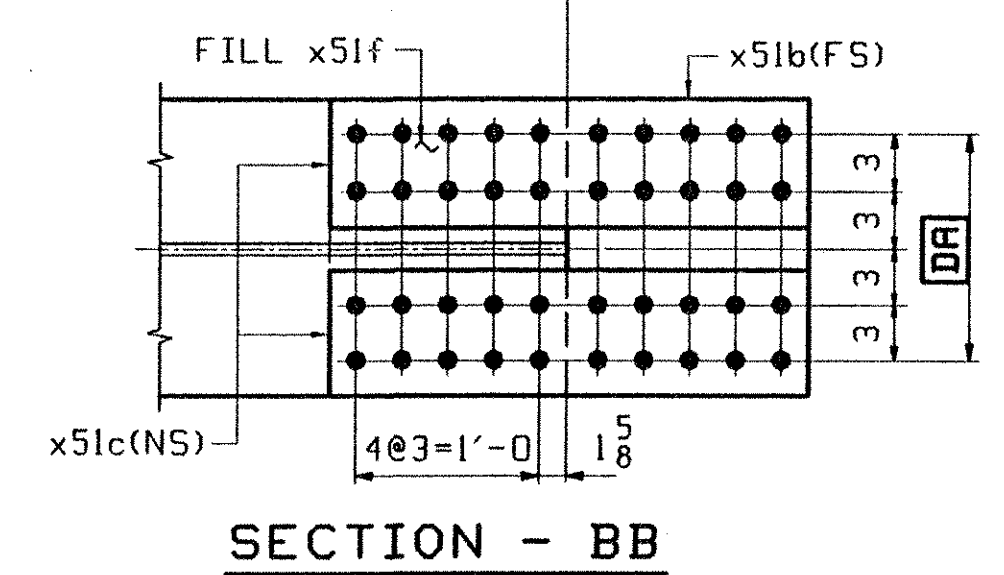 FILL x51f
x51b(FS)
3
3
3
3
DA
x51c(NS)
4@3=1'-0
1 5/8
SECTION - BB